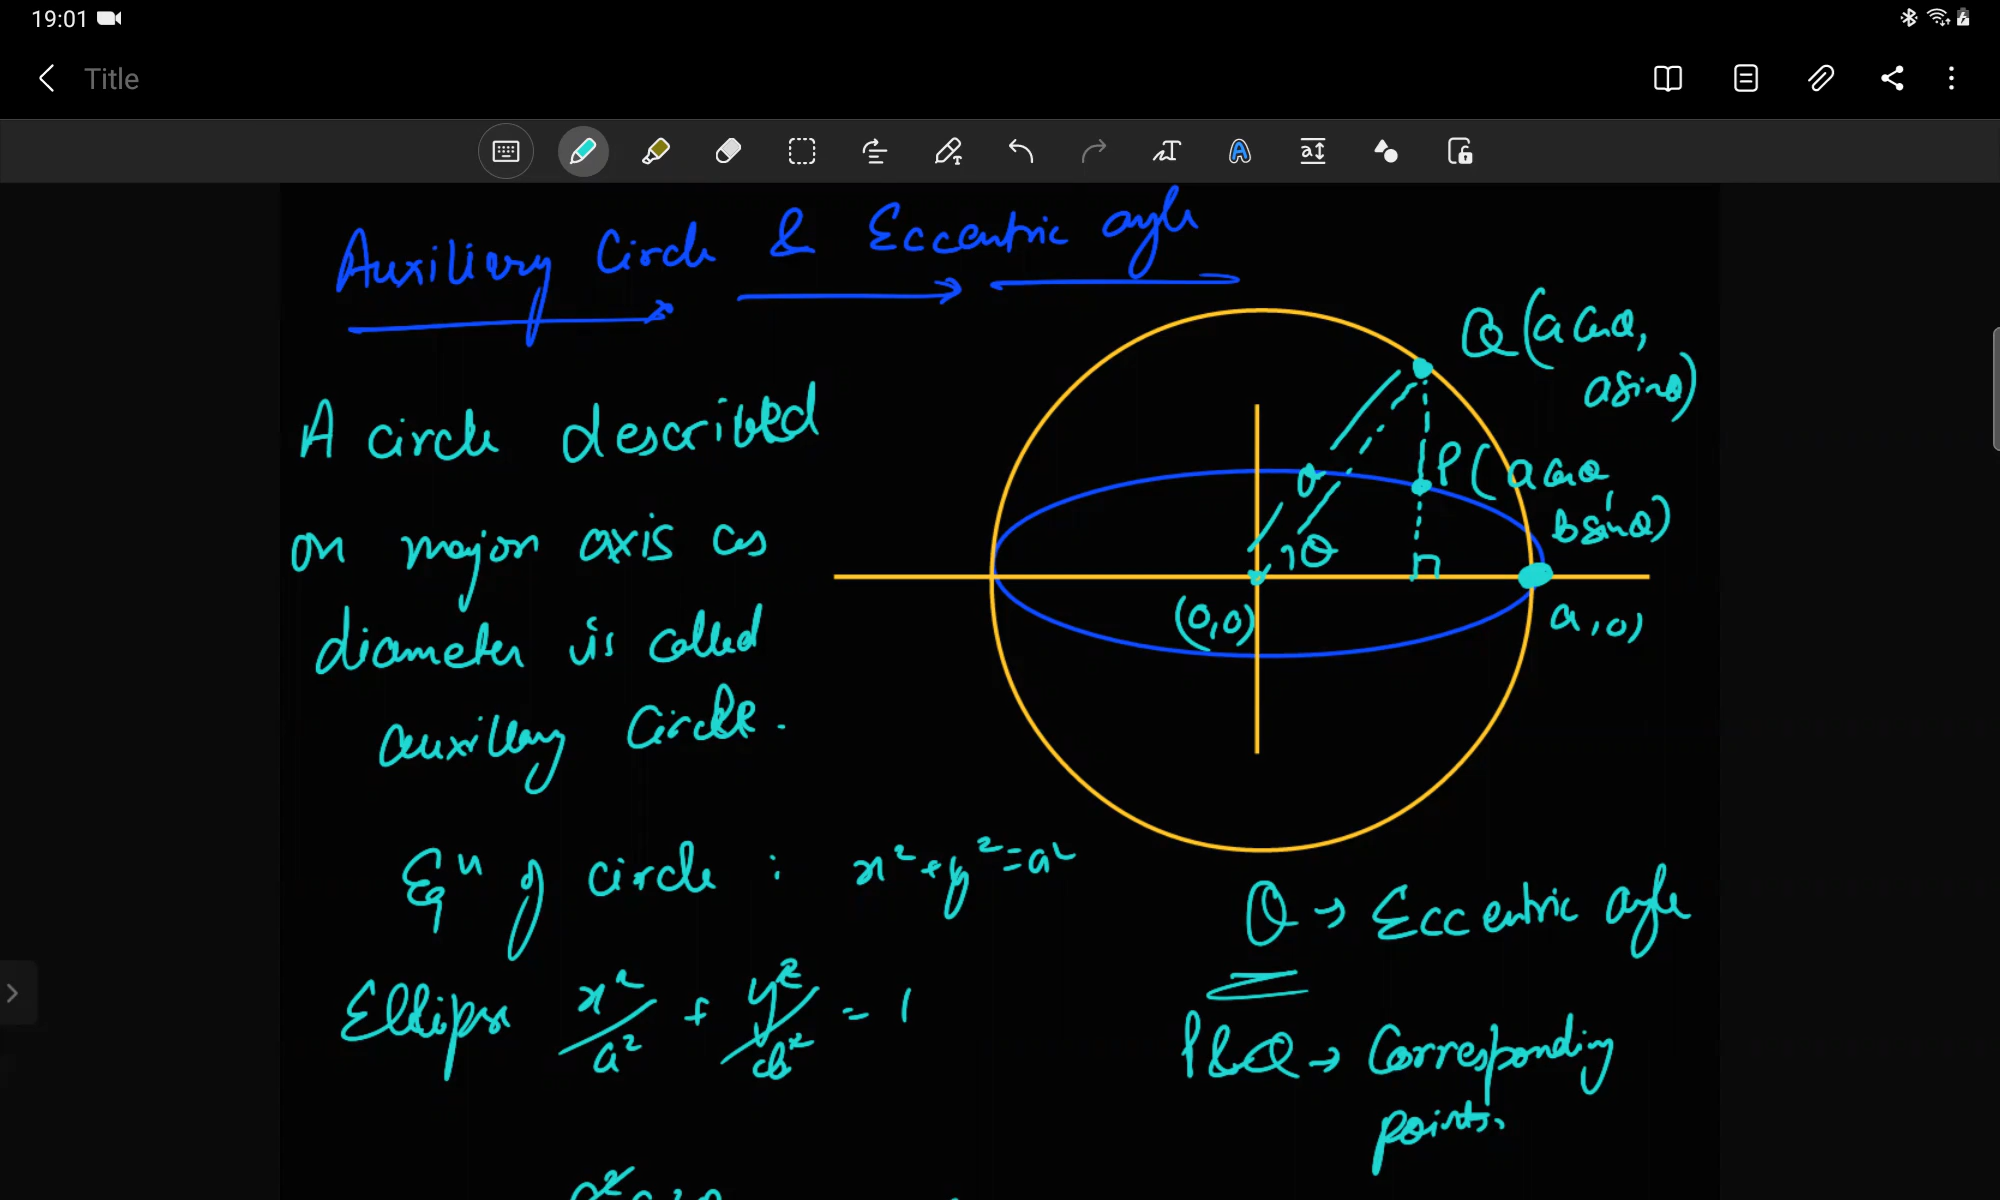 19:01
Title
Auxiliary Circle & Eccentric angle
A circle described
on major axis as
diameter is called
auxillary Circle.
Q(a cosθ,
a sinθ)
P(a cosθ,
b sinθ)
a
θ
(0,0)
a,0)
Eqn of circle : x²+y²=a²
Ellipse x²/a² + y²/b² = 1
θ → Eccentric angle
P&Q → Corresponding
points.